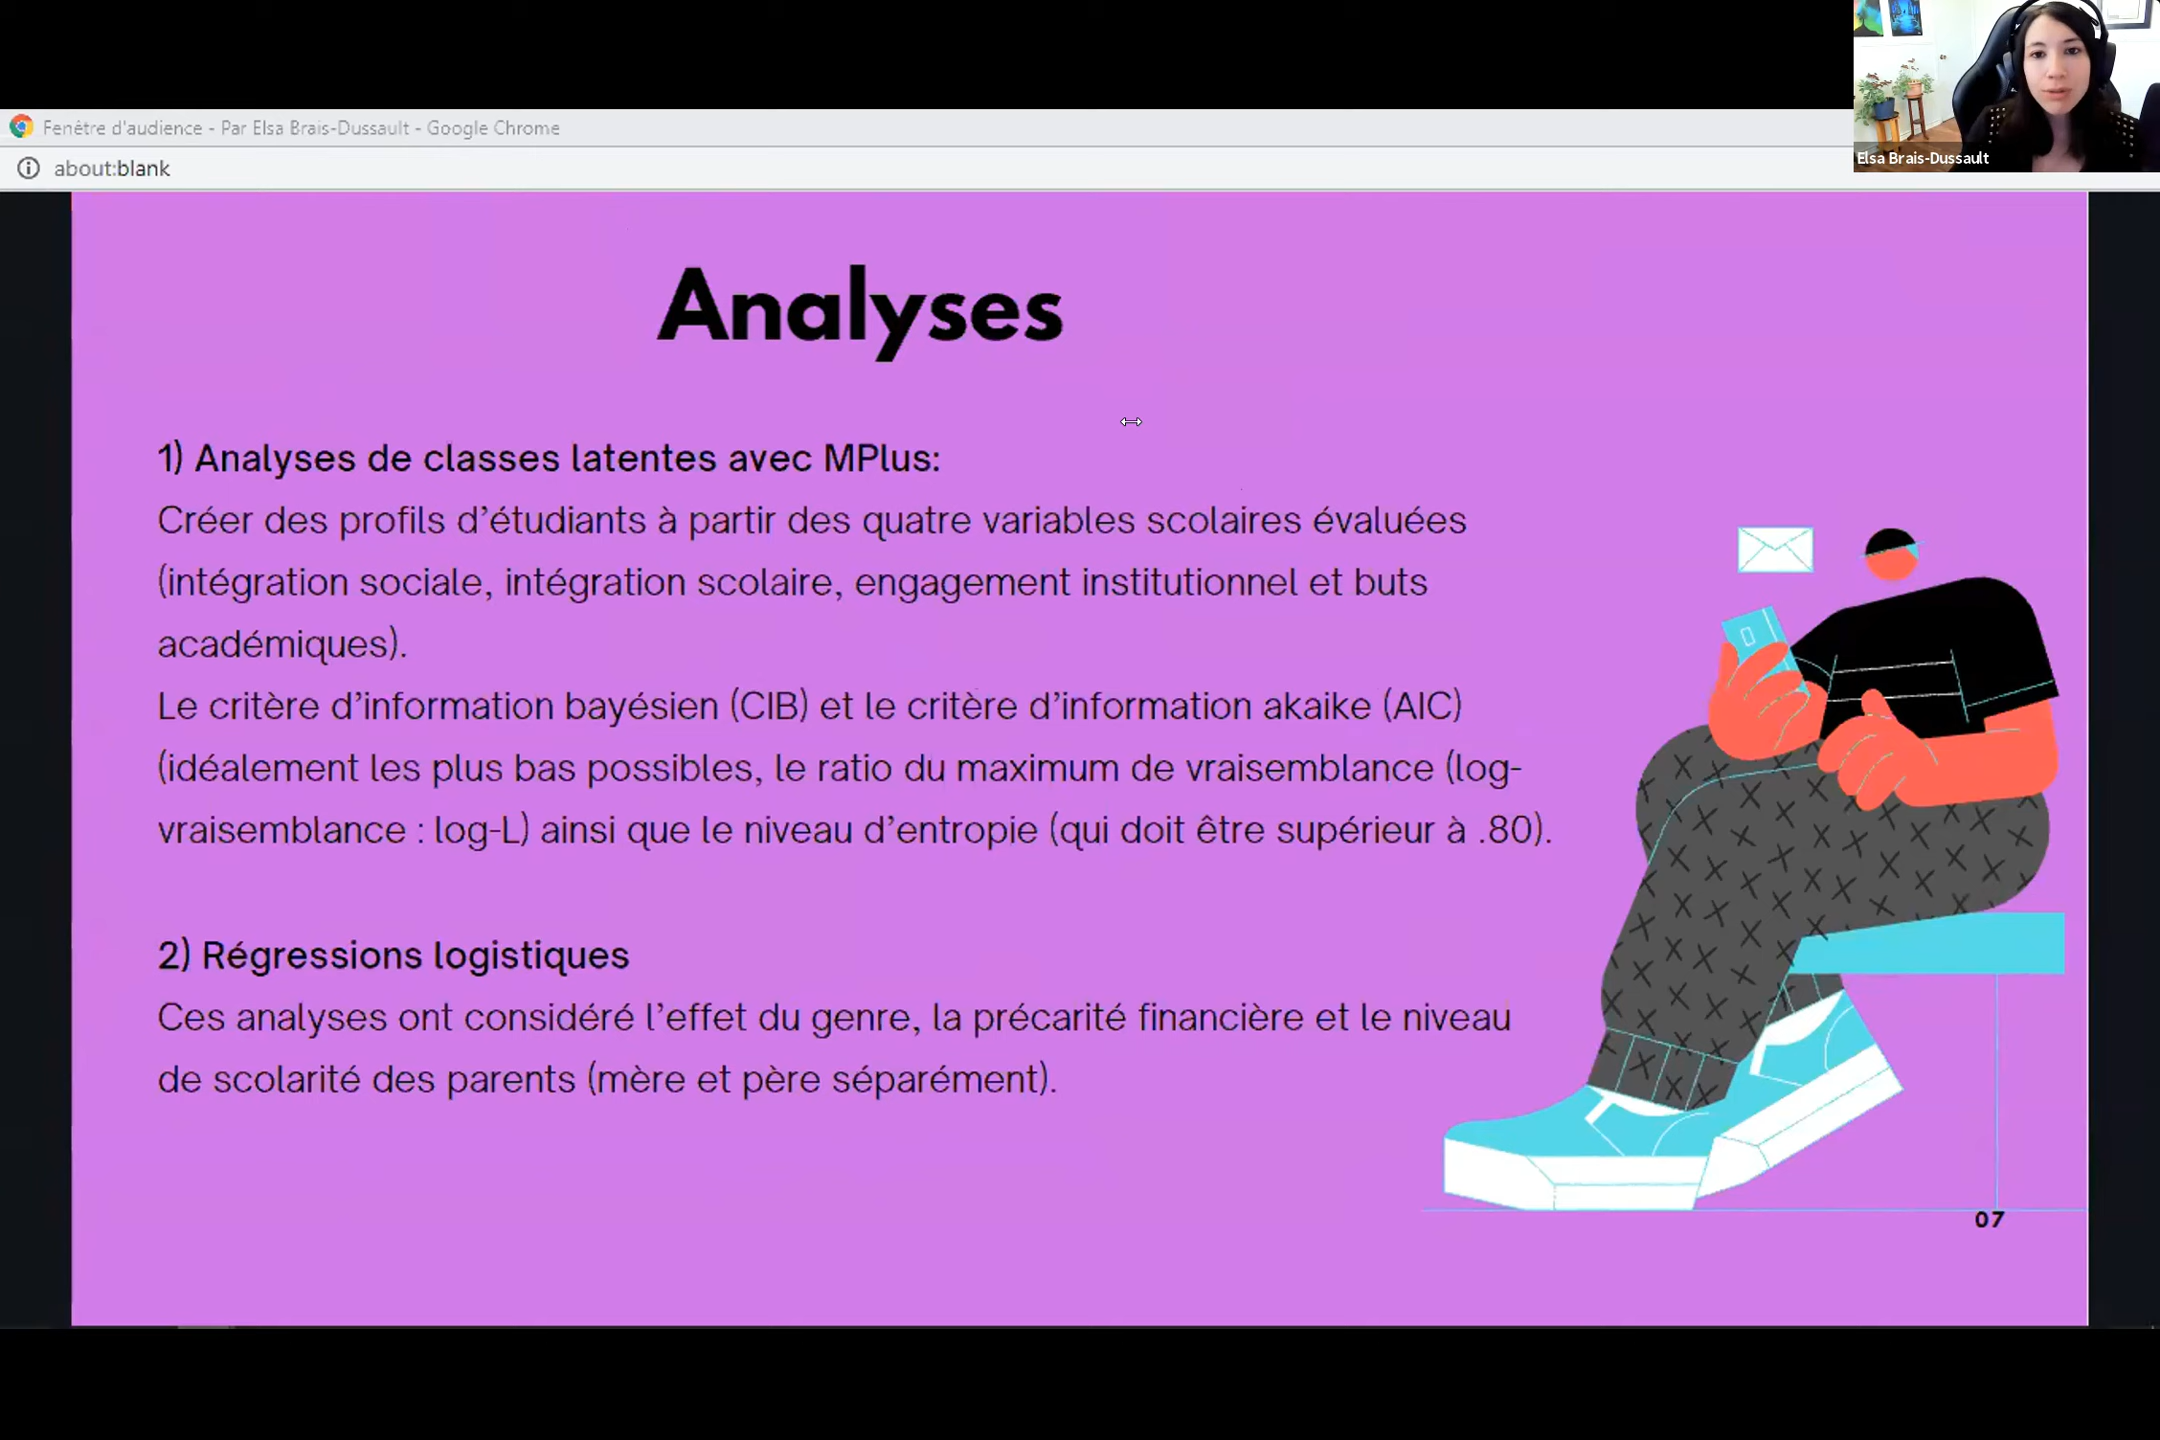 Elsa Brais-Dussault
Fenêtre d'audience - Par Elsa Brais-Dussault - Google Chrome
about:blank
Analyses
1) Analyses de classes latentes avec MPlus:
Créer des profils d’étudiants à partir des quatre variables scolaires évaluées
(intégration sociale, intégration scolaire, engagement institutionnel et buts
académiques).
Le critère d’information bayésien (CIB) et le critère d’information akaike (AIC)
(idéalement les plus bas possibles, le ratio du maximum de vraisemblance (log-
vraisemblance : log-L) ainsi que le niveau d’entropie (qui doit être supérieur à .80).
2) Régressions logistiques
Ces analyses ont considéré l’effet du genre, la précarité financière et le niveau
de scolarité des parents (mère et père séparément).
07